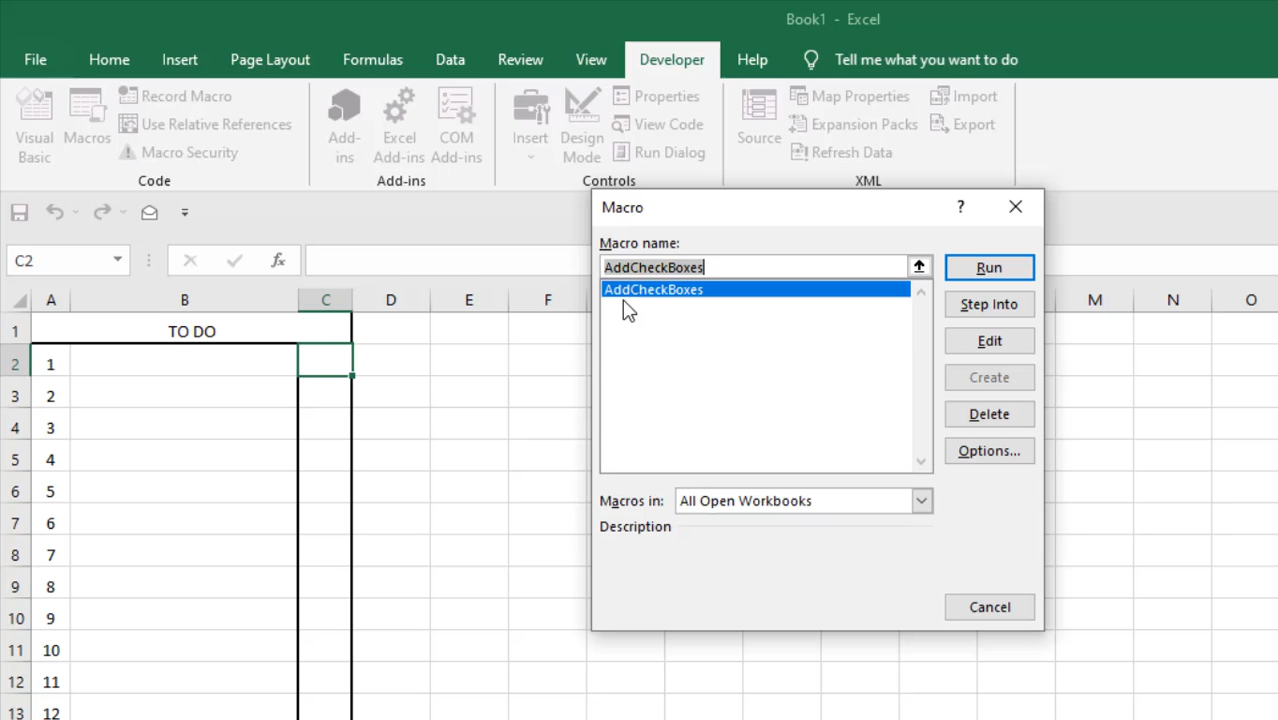 Book1 - Excel
File Home Insert Page Layout Formulas Data Review View Developer Help Tell me what you want to do
Visual Basic
Macros
Record Macro
Use Relative References
Macro Security
Code
Add-ins
Excel Add-ins
COM Add-ins
Add-ins
Insert
Design Mode
Properties
View Code
Run Dialog
Controls
Source
Map Properties
Expansion Packs
Refresh Data
Import
Export
XML
C2
fx
A B C D E F M N O
1 TO DO
2 1
3 2
4 3
5 4
6 5
7 6
8 7
9 8
10 9
11 10
12 11
13 12
Macro ?
Macro name:
AddCheckBoxes
AddCheckBoxes
Run
Step Into
Edit
Create
Delete
Options...
Macros in: All Open Workbooks
Description
Cancel